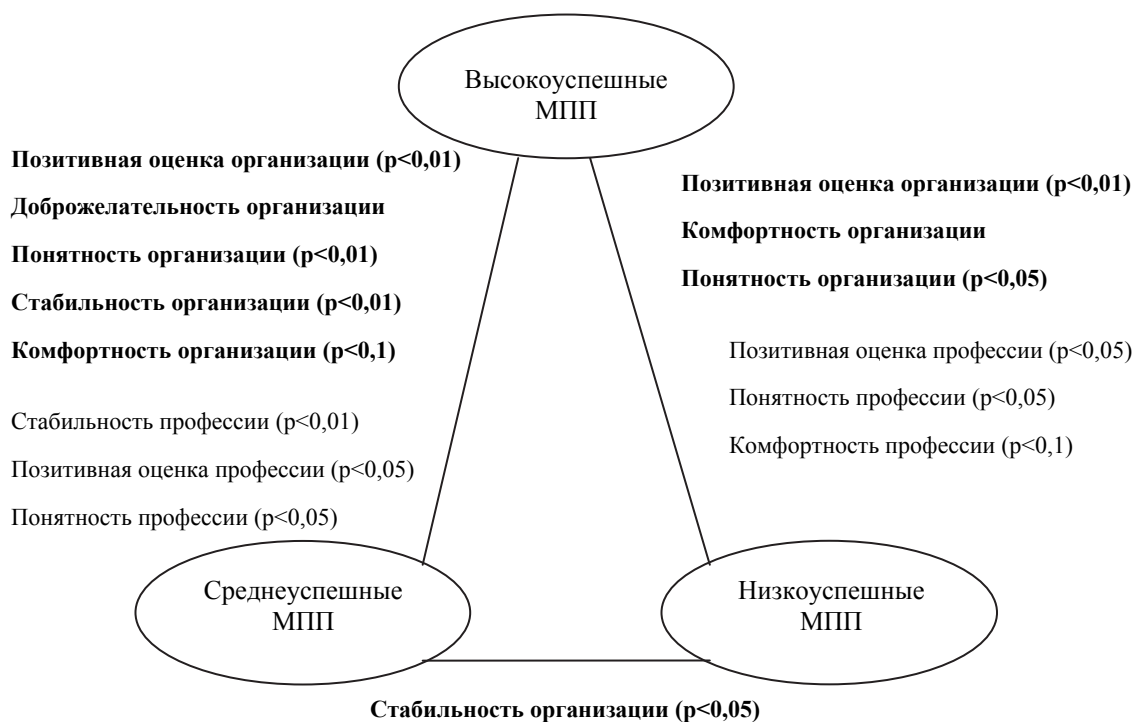 Высокоуспешные
МПП
Позитивная оценка организации (p<0,01)
Доброжелательность организации
Понятность организации (p<0,01)
Стабильность организации (p<0,01)
Комфортность организации (p<0,1)
Стабильность профессии (p<0,01)
Позитивная оценка профессии (p<0,05)
Понятность профессии (p<0,05)
Позитивная оценка организации (p<0,01)
Комфортность организации
Понятность организации (p<0,05)
Позитивная оценка профессии (p<0,05)
Понятность профессии (p<0,05)
Комфортность профессии (p<0,1)
Среднеуспешные
МПП
Низкоуспешные
МПП
Стабильность организации (p<0,05)